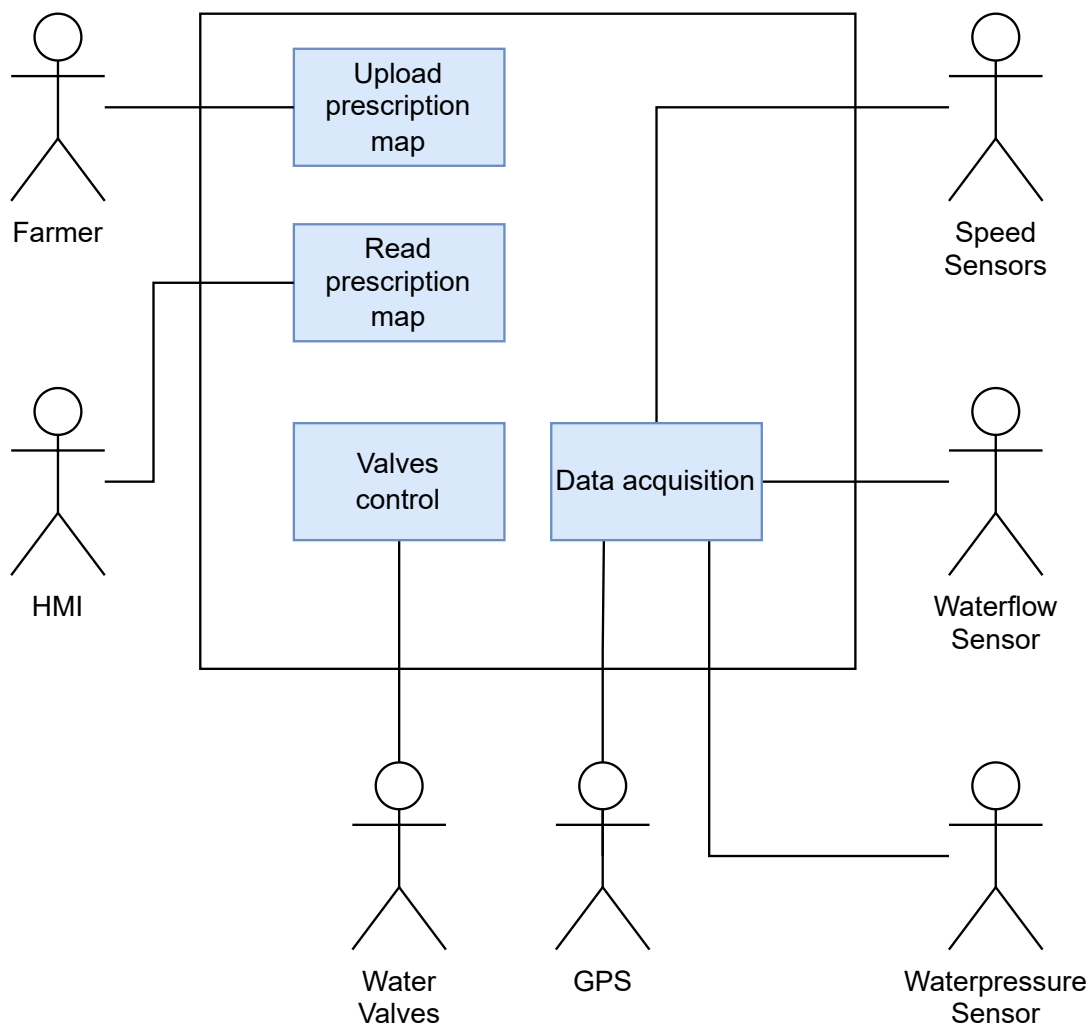 Upload
prescription
map
Farmer
Speed
Sensors
Read
prescription
map
Valves
control
Data acquisition
HMI
Waterflow
Sensor
Water
Valves
GPS
Waterpressure
Sensor